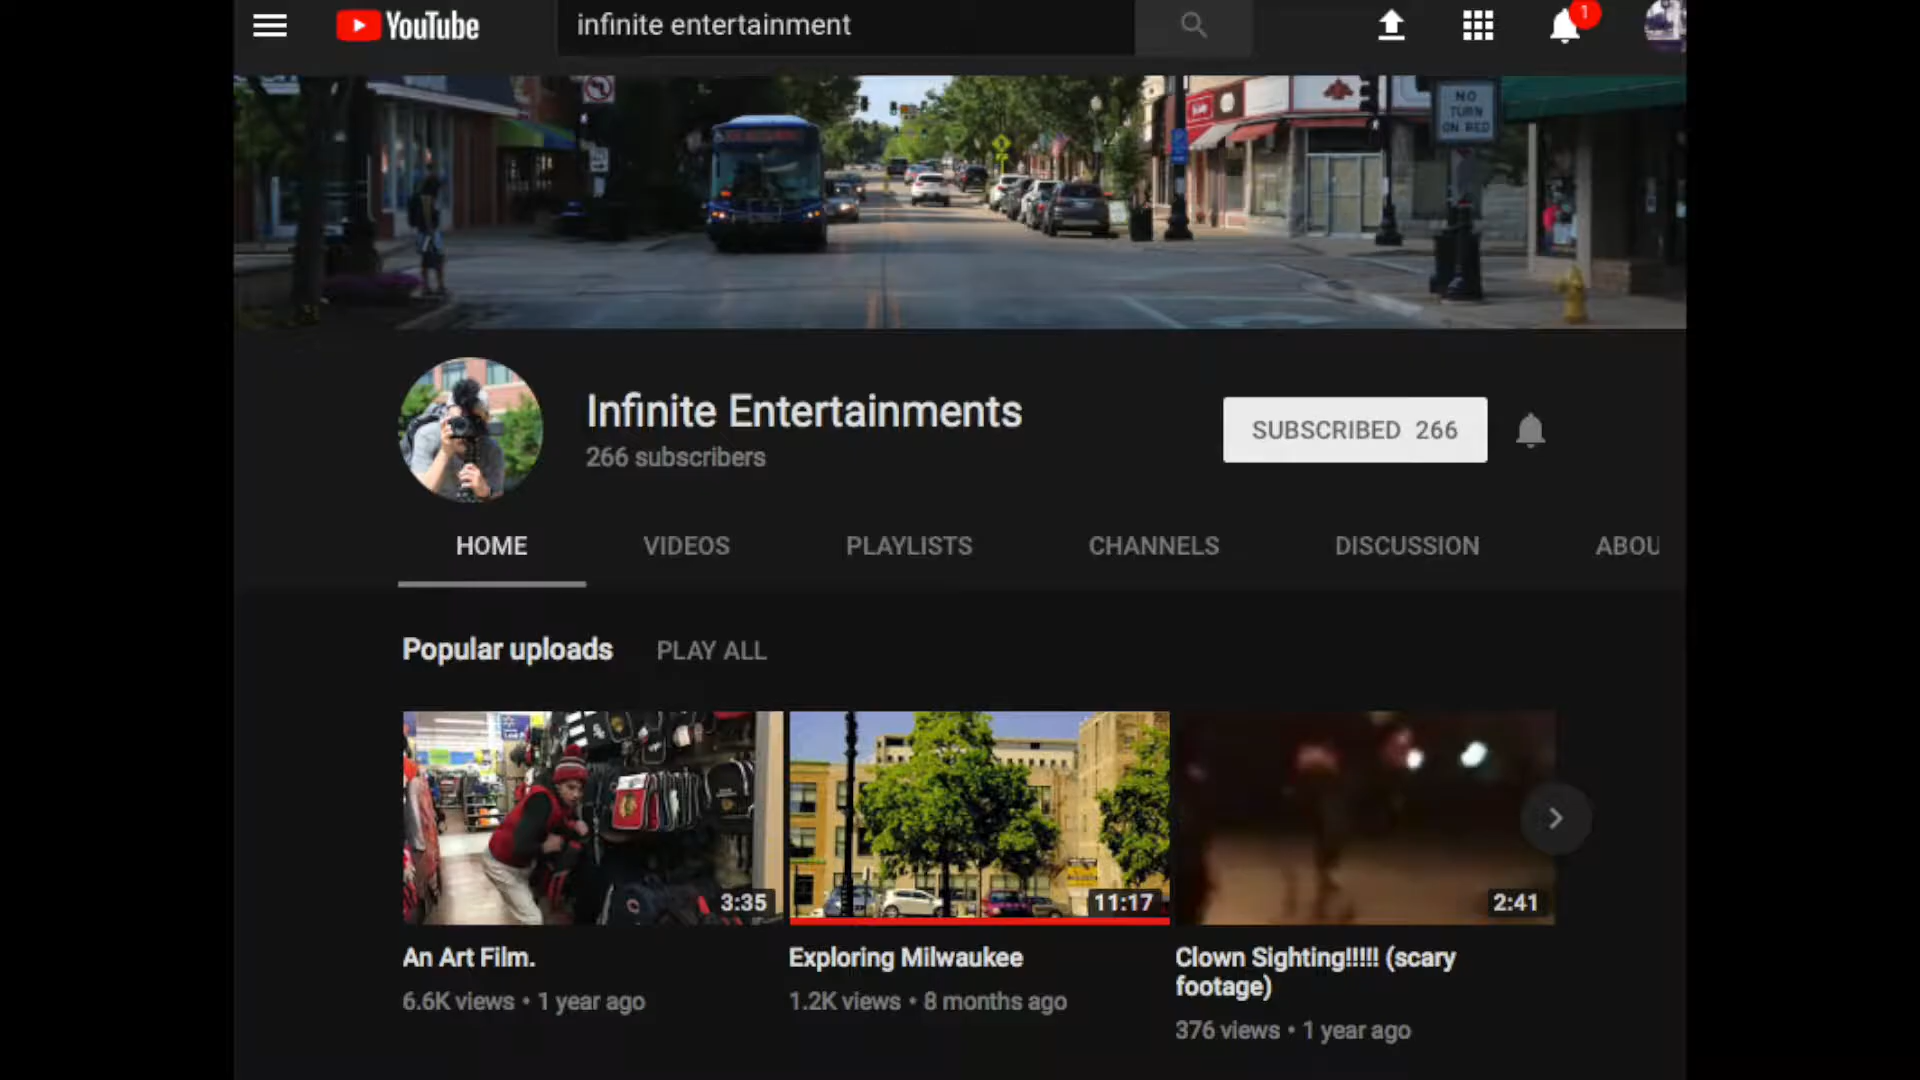 YouTube
infinite entertainment
1
NO
TURN
ON RED
Infinite Entertainments
266 subscribers
SUBSCRIBED 266
HOME
VIDEOS
PLAYLISTS
CHANNELS
DISCUSSION
ABOU
Popular uploads
PLAY ALL
3:35
11:17
2:41
An Art Film.
6.6K views • 1 year ago
Exploring Milwaukee
1.2K views • 8 months ago
Clown Sighting!!!!! (scary
footage)
376 views • 1 year ago